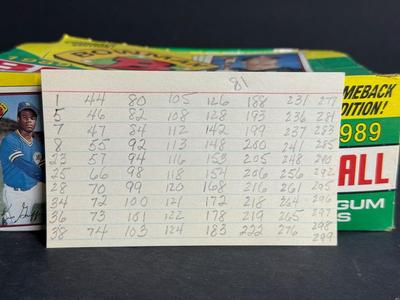 BOWMAN
COMEBACK
EDITION!
1989
ALL
GUM
81
1 44 80 105 126 188 231 279
5 46 82 108 128 193 236 281
7 47 84 112 142 199 237 283
8 55 92 113 148 200 241 285
23 57 94 116 153 205 248 290
25 66 98 118 154 206 256 292
28 70 99 120 168 216 261 295
34 72 100 121 172 218 264 296
36 73 101 122 178 219 265 297
38 74 103 124 183 222 276 298
299